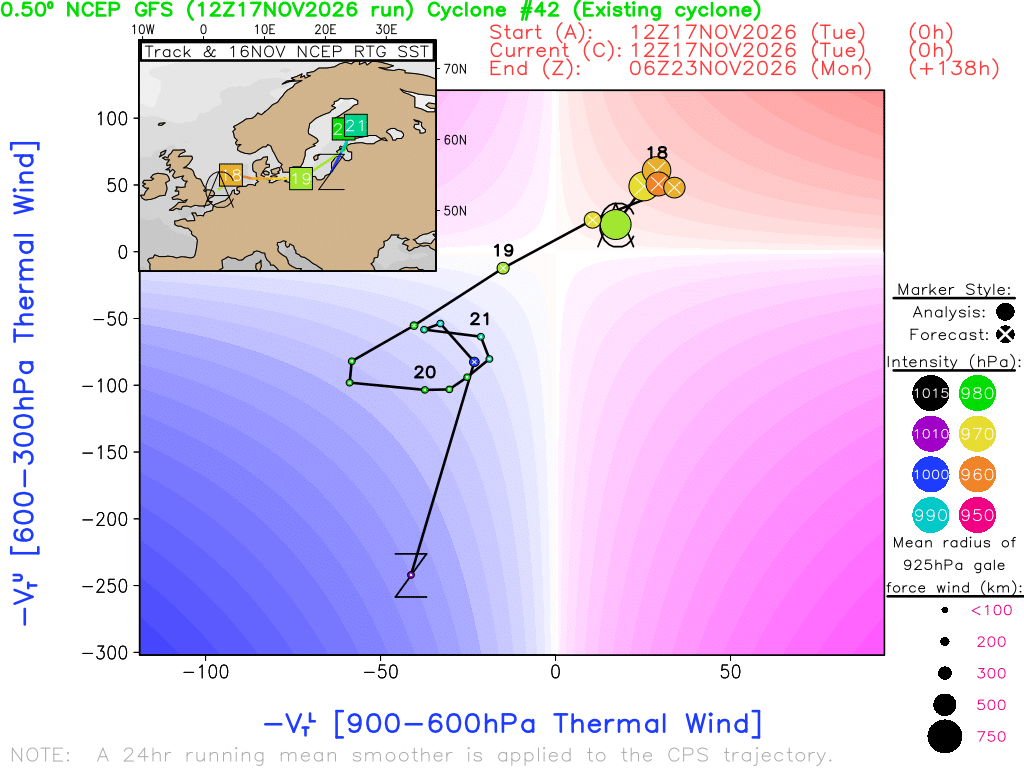 0.50° NCEP GFS (12Z17NOV2026 run) Cyclone #42 (Existing cyclone)
Start (A): 12Z17NOV2026 (Tue) (0h)
Current (C): 12Z17NOV2026 (Tue) (0h)
End (Z): 06Z23NOV2026 (Mon) (+138h)
10W 0 10E 20E 30E
Track & 16NOV NCEP RTG SST
70N
60N
50N
21
19
18
19
20
21
Z
100
50
0
−50
−100
−150
−200
−250
−300
−100 −50 0 50
−VTU [600−300hPa Thermal Wind]
−VTL [900−600hPa Thermal Wind]
Marker Style:
Analysis:
Forecast:
Intensity (hPa):
1015 980
1010 970
1000 960
990 950
Mean radius of
925hPa gale
force wind (km):
<100
200
300
500
750
NOTE: A 24hr running mean smoother is applied to the CPS trajectory.